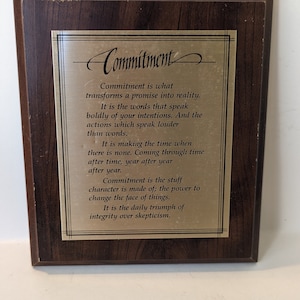 Commitment
Commitment is what
transforms a promise into reality.
It is the words that speak
boldly of your intentions. And the
actions which speak louder
than words.
It is making the time when
there is none. Coming through time
after time, year after year
after year.
Commitment is the stuff
character is made of; the power to
change the face of things.
It is the daily triumph of
integrity over skepticism.